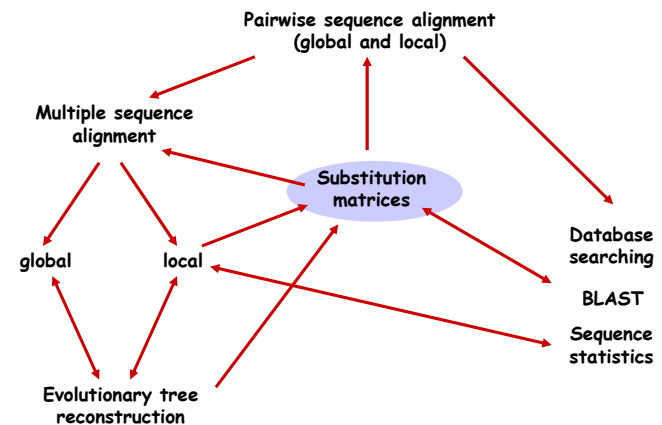 Pairwise sequence alignment
(global and local)
Multiple sequence
alignment
Substitution
matrices
Database
searching
global
local
BLAST
Sequence
statistics
Evolutionary tree
reconstruction